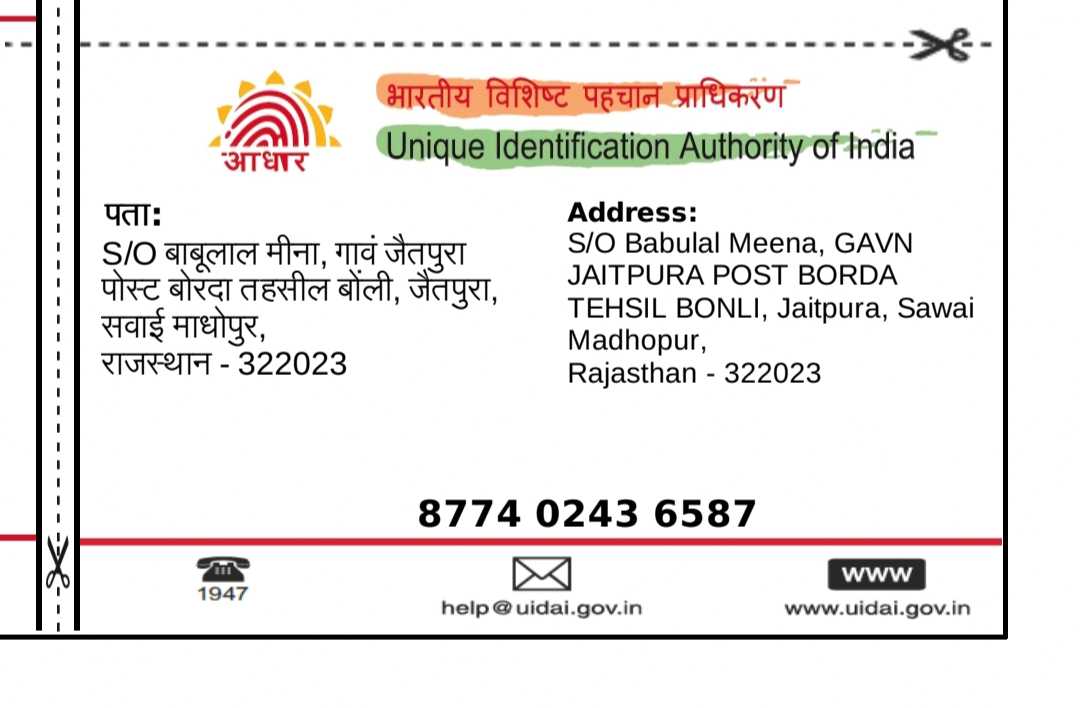 भारतीय विशिष्ट पहचान प्राधिकरण
Unique Identification Authority of India
आधार
पता:
S/O बाबूलाल मीना, गावं जैतपुरा
पोस्ट बोरदा तहसील बोंली, जैतपुरा,
सवाई माधोपुर,
राजस्थान - 322023
Address:
S/O Babulal Meena, GAVN
JAITPURA POST BORDA
TEHSIL BONLI, Jaitpura, Sawai
Madhopur,
Rajasthan - 322023
8774 0243 6587
1947
help@uidai.gov.in
www
www.uidai.gov.in